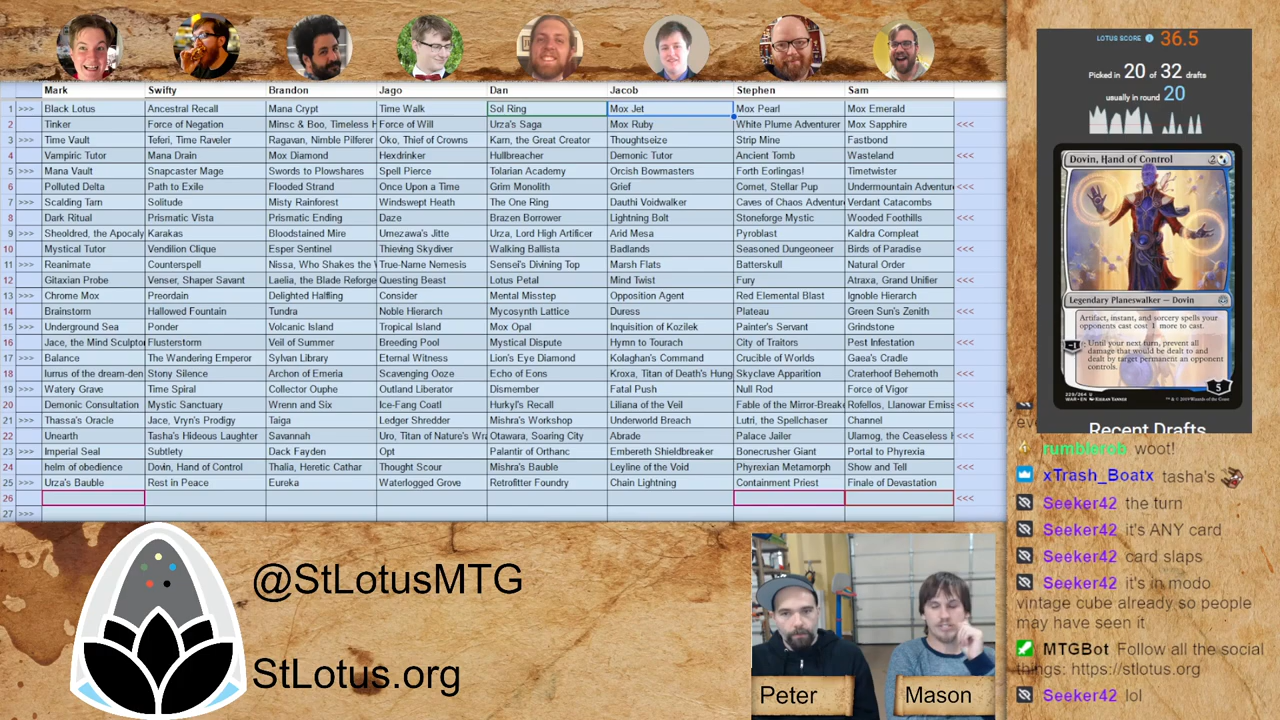 LOTUS SCORE 36.5
Picked in 20 of 32 drafts
usually in round 20
Mark Swifty Brandon Jago Dan Jacob Stephen Sam
1 >>> Black Lotus Ancestral Recall Mana Crypt Time Walk Sol Ring Mox Jet Mox Pearl Mox Emerald
2 Tinker Force of Negation Minsc & Boo, Timeless H Force of Will Urza's Saga Mox Ruby White Plume Adventurer Mox Sapphire <<<
3 >>> Time Vault Teferi, Time Raveler Ragavan, Nimble Pilferer Oko, Thief of Crowns Karn, the Great Creator Thoughtseize Strip Mine Fastbond
4 Vampiric Tutor Mana Drain Mox Diamond Hexdrinker Hullbreacher Demonic Tutor Ancient Tomb Wasteland <<<
5 >>> Mana Vault Snapcaster Mage Swords to Plowshares Spell Pierce Tolarian Academy Orcish Bowmasters Forth Eorlingas! Timetwister
6 Polluted Delta Path to Exile Flooded Strand Once Upon a Time Grim Monolith Grief Comet, Stellar Pup Undermountain Adventure <<<
7 >>> Scalding Tarn Solitude Misty Rainforest Windswept Heath The One Ring Dauthi Voidwalker Caves of Chaos Adventure Verdant Catacombs
8 Dark Ritual Prismatic Vista Prismatic Ending Daze Brazen Borrower Lightning Bolt Stoneforge Mystic Wooded Foothills <<<
9 >>> Sheoldred, the Apocaly Karakas Bloodstained Mire Umezawa's Jitte Urza, Lord High Artificer Arid Mesa Pyroblast Kaldra Compleat
10 Mystical Tutor Vendilion Clique Esper Sentinel Thieving Skydiver Walking Ballista Badlands Seasoned Dungeoneer Birds of Paradise <<<
11 >>> Reanimate Counterspell Nissa, Who Shakes the W True-Name Nemesis Sensei's Divining Top Marsh Flats Batterskull Natural Order
12 Gitaxian Probe Venser, Shaper Savant Laelia, the Blade Reforge Questing Beast Lotus Petal Mind Twist Fury Atraxa, Grand Unifier <<<
13 >>> Chrome Mox Preordain Delighted Halfling Consider Mental Misstep Opposition Agent Red Elemental Blast Ignoble Hierarch
14 Brainstorm Hallowed Fountain Tundra Noble Hierarch Mycosynth Lattice Duress Plateau Green Sun's Zenith <<<
15 >>> Underground Sea Ponder Volcanic Island Tropical Island Mox Opal Inquisition of Kozilek Painter's Servant Grindstone
16 Jace, the Mind Sculptor Flusterstorm Veil of Summer Breeding Pool Mystic Dispute Hymn to Tourach City of Traitors Pest Infestation <<<
17 >>> Balance The Wandering Emperor Sylvan Library Eternal Witness Lion's Eye Diamond Kolaghan's Command Crucible of Worlds Gaea's Cradle
18 lurrus of the dream-den Stony Silence Archon of Emeria Scavenging Ooze Echo of Eons Kroxa, Titan of Death's Hung Skyclave Apparition Craterhoof Behemoth <<<
19 >>> Watery Grave Time Spiral Collector Ouphe Outland Liberator Dismember Fatal Push Null Rod Force of Vigor
20 Demonic Consultation Mystic Sanctuary Wrenn and Six Ice-Fang Coatl Hurkyl's Recall Liliana of the Veil Fable of the Mirror-Breake Rofellos, Llanowar Emiss <<<
21 >>> Thassa's Oracle Jace, Vryn's Prodigy Taiga Ledger Shredder Mishra's Workshop Underworld Breach Lutri, the Spellchaser Channel
22 Unearth Tasha's Hideous Laughter Savannah Uro, Titan of Nature's Wra Otawara, Soaring City Abrade Palace Jailer Ulamog, the Ceaseless H <<<
23 >>> Imperial Seal Subtlety Dack Fayden Opt Palantir of Orthanc Embereth Shieldbreaker Bonecrusher Giant Portal to Phyrexia
24 helm of obedience Dovin, Hand of Control Thalia, Heretic Cathar Thought Scour Mishra's Bauble Leyline of the Void Phyrexian Metamorph Show and Tell <<<
25 >>> Urza's Bauble Rest in Peace Eureka Waterlogged Grove Retrofitter Foundry Chain Lightning Containment Priest Finale of Devastation
26 <<<
27 >>>
Dovin, Hand of Control 2
Legendary Planeswalker — Dovin
Artifact, instant, and sorcery spells your
opponents cast cost 1 more to cast.
-1 Until your next turn, prevent all
damage that would be dealt to and
dealt by target permanent an opponent
controls.
5
Recent Drafts
rumblerob woot!
xTrash_Boatx tasha's
Seeker42 the turn
Seeker42 it's ANY card
Seeker42 card slaps
Seeker42 it's in modo
vintage cube already so people
may have seen it
MTGBot Follow all the social
things: https://stlotus.org
Seeker42 lol
@StLotusMTG
StLotus.org
Peter
Mason